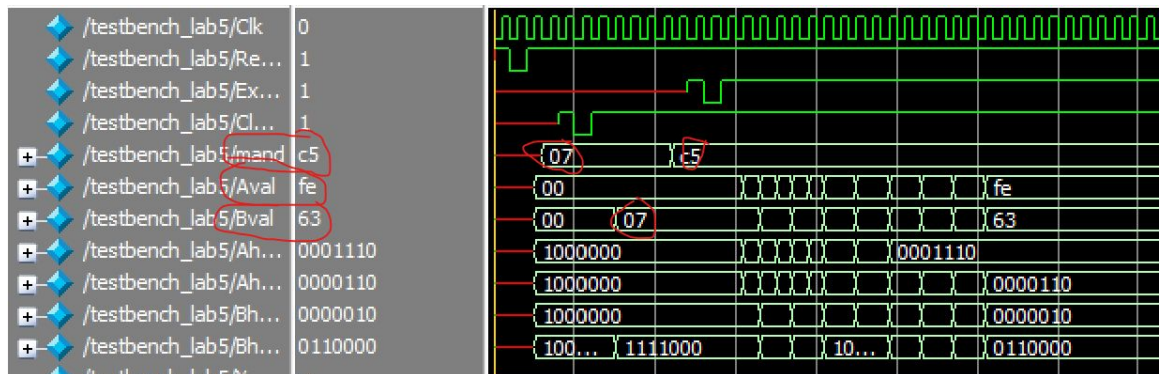 /testbench_lab5/Clk 0
/testbench_lab5/Re... 1
/testbench_lab5/Ex... 1
/testbench_lab5/Cl... 1
/testbench_lab5/mand c5 07 c5
/testbench_lab5/Aval fe 00 fe
/testbench_lab5/Bval 63 00 07 63
/testbench_lab5/Ah... 0001110 1000000 0001110
/testbench_lab5/Ah... 0000110 1000000 0000110
/testbench_lab5/Bh... 0000010 1000000 0000010
/testbench_lab5/Bh... 0110000 100... 1111000 10... 0110000